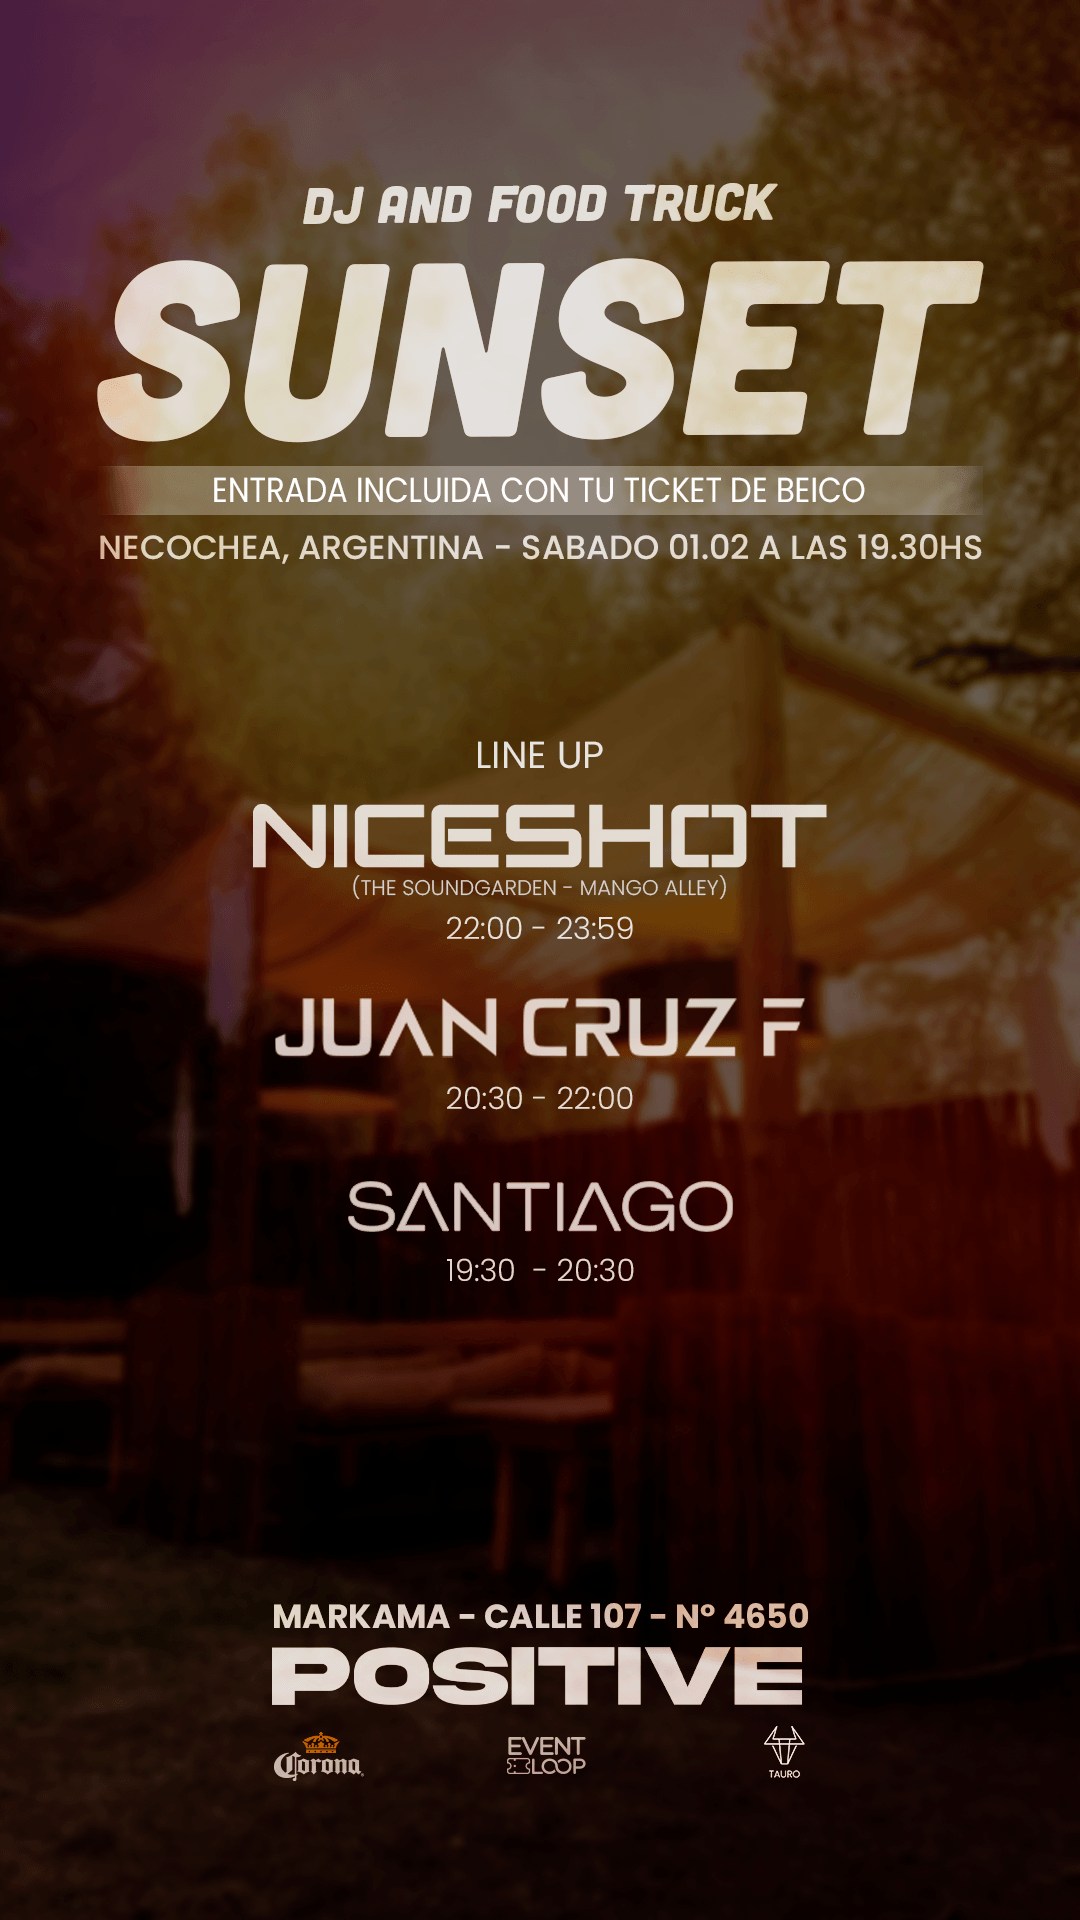 DJ AND FOOD TRUCK
SUNSET
ENTRADA INCLUIDA CON TU TICKET DE BEICO
NECOCHEA, ARGENTINA - SABADO 01.02 A LAS 19.30HS
LINE UP
NICESHOT
(THE SOUNDGARDEN - MANGO ALLEY)
22:00 - 23:59
JUAN CRUZ F
20:30 - 22:00
SANTIAGO
19:30 - 20:30
MARKAMA - CALLE 107 - Nº 4650
POSITIVE
Corona
EVENT
LOOP
TAURO